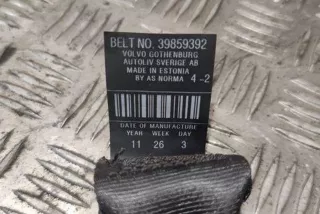 BELT NO. 39859392
VOLVO GOTHENBURG
AUTOLIV SVERIGE AB
MADE IN ESTONIA
BY AS NORMA 4-2
DATE OF MANUFACTURE
YEAR WEEK DAY
11 26 3